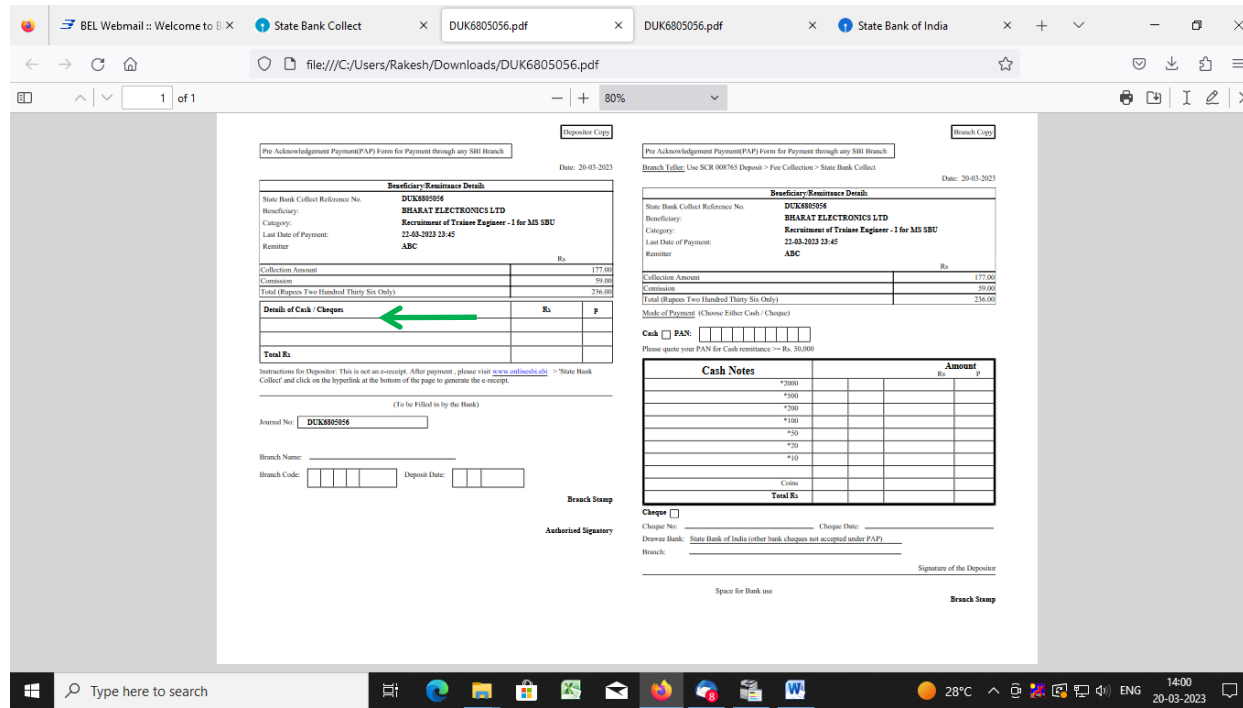 BEL Webmail :: Welcome to B
State Bank Collect
DUK6805056.pdf
DUK6805056.pdf
State Bank of India
file:///C:/Users/Rakesh/Downloads/DUK6805056.pdf
1 of 1
80%
Depositor Copy
Pre Acknowledgement Payment(PAP) Form for Payment through any SBI Branch
Date: 20-03-2023
Beneficiary/Remittance Details
State Bank Collect Reference No. DUK6805056
Beneficiary: BHARAT ELECTRONICS LTD
Category: Recruitment of Trainee Engineer - I for MS SBU
Last Date of Payment: 22-03-2023 23:45
Remitter ABC
Rs
Collection Amount 177.00
Comission 59.00
Total (Rupees Two Hundred Thirty Six Only) 236.00
Details of Cash / Cheques Rs P
Total Rs
Instructions for Depositor: This is not an e-receipt. After payment , please visit www.onlinesbi.sbi > 'State Bank
Collect' and click on the hyperlink at the bottom of the page to generate the e-receipt.
(To be Filled in by the Bank)
Journal No: DUK6805056
Branch Name:
Branch Code: Deposit Date:
Branch Stamp
Authorised Signatory
Branch Copy
Pre Acknowledgement Payment(PAP) Form for Payment through any SBI Branch
Branch Teller: Use SCR 008765 Deposit > Fee Collection > State Bank Collect
Date: 20-03-2023
Beneficiary/Remittance Details
State Bank Collect Reference No. DUK6805056
Beneficiary: BHARAT ELECTRONICS LTD
Category: Recruitment of Trainee Engineer - I for MS SBU
Last Date of Payment: 22-03-2023 23:45
Remitter ABC
Rs
Collection Amount 177.00
Comission 59.00
Total (Rupees Two Hundred Thirty Six Only) 236.00
Mode of Payment (Choose Either Cash / Cheque)
Cash PAN:
Please quote your PAN for Cash remittance >= Rs. 50,000
Cash Notes Amount
Rs P
*2000
*500
*200
*100
*50
*20
*10
Coins
Total Rs
Cheque
Cheque No: Cheque Date:
Drawee Bank: State Bank of India (other bank cheques not accepted under PAP)
Branch:
Signature of the Depositor
Space for Bank use
Branch Stamp
Type here to search
8
28°C
ENG
14:00
20-03-2023